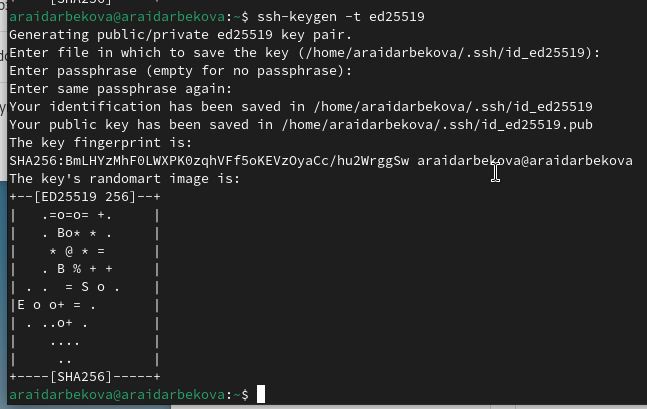 araidarbekova@araidarbekova:~$ ssh-keygen -t ed25519
Generating public/private ed25519 key pair.
Enter file in which to save the key (/home/araidarbekova/.ssh/id_ed25519):
Enter passphrase (empty for no passphrase):
Enter same passphrase again:
Your identification has been saved in /home/araidarbekova/.ssh/id_ed25519
Your public key has been saved in /home/araidarbekova/.ssh/id_ed25519.pub
The key fingerprint is:
SHA256:BmLHYzMhF0LWXPK0zqhVFf5oKEVzOyaCc/hu2WrggSw araidarbekova@araidarbekova
The key's randomart image is:
+--[ED25519 256]--+
|    .=o=o= +.    |
|    . Bo* * .    |
|     * @ * =     |
|    . B % + +    |
| . .  = S o .    |
|E o o+ = .       |
| . ..o+ .        |
|     ....        |
|      ..         |
+----[SHA256]-----+
araidarbekova@araidarbekova:~$